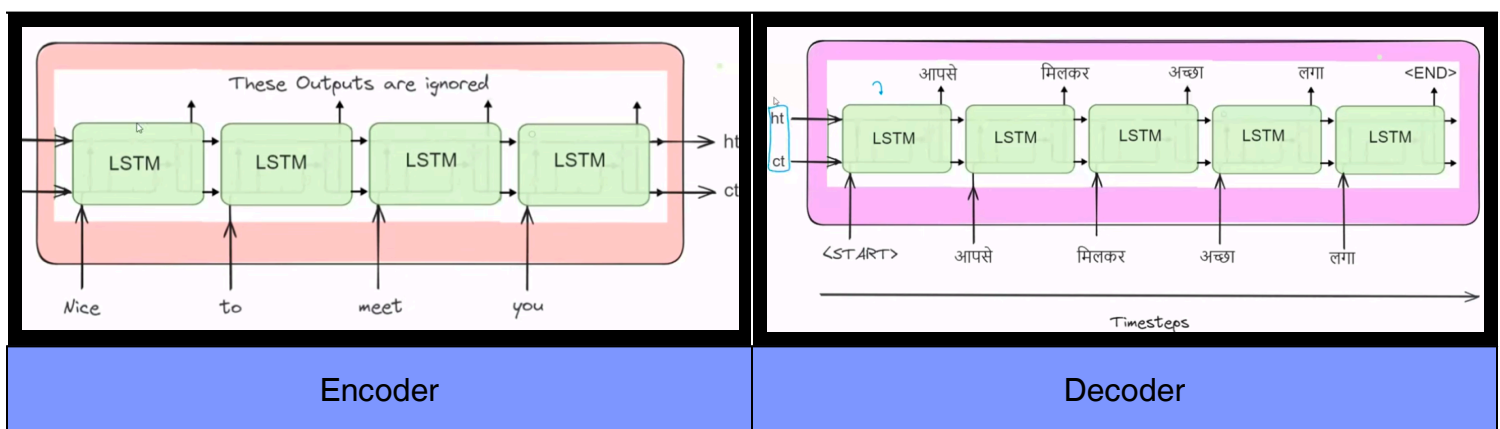 These Outputs are ignored
LSTM LSTM LSTM LSTM
ht
ct
Nice to meet you
आपसे मिलकर अच्छा लगा <END>
ht
ct
LSTM LSTM LSTM LSTM LSTM
<START> आपसे मिलकर अच्छा लगा
Timesteps
Encoder
Decoder